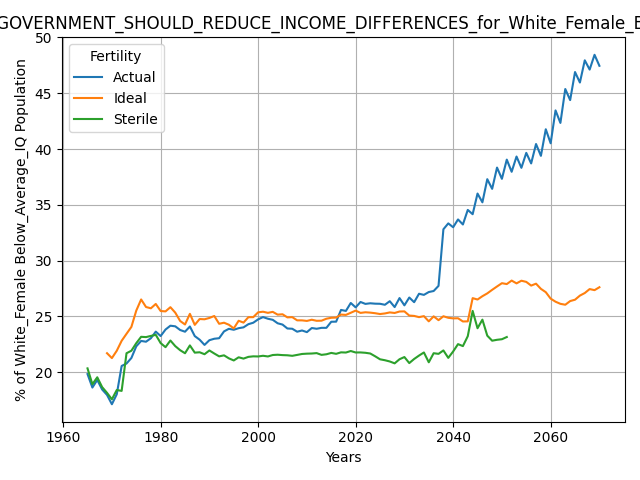 GOVERNMENT_SHOULD_REDUCE_INCOME_DIFFERENCES_for_White_Female_B
Fertility
Actual
Ideal
Sterile
% of White_Female Below_Average_IQ Population
50
45
40
35
30
25
20
1960 1980 2000 2020 2040 2060
Years